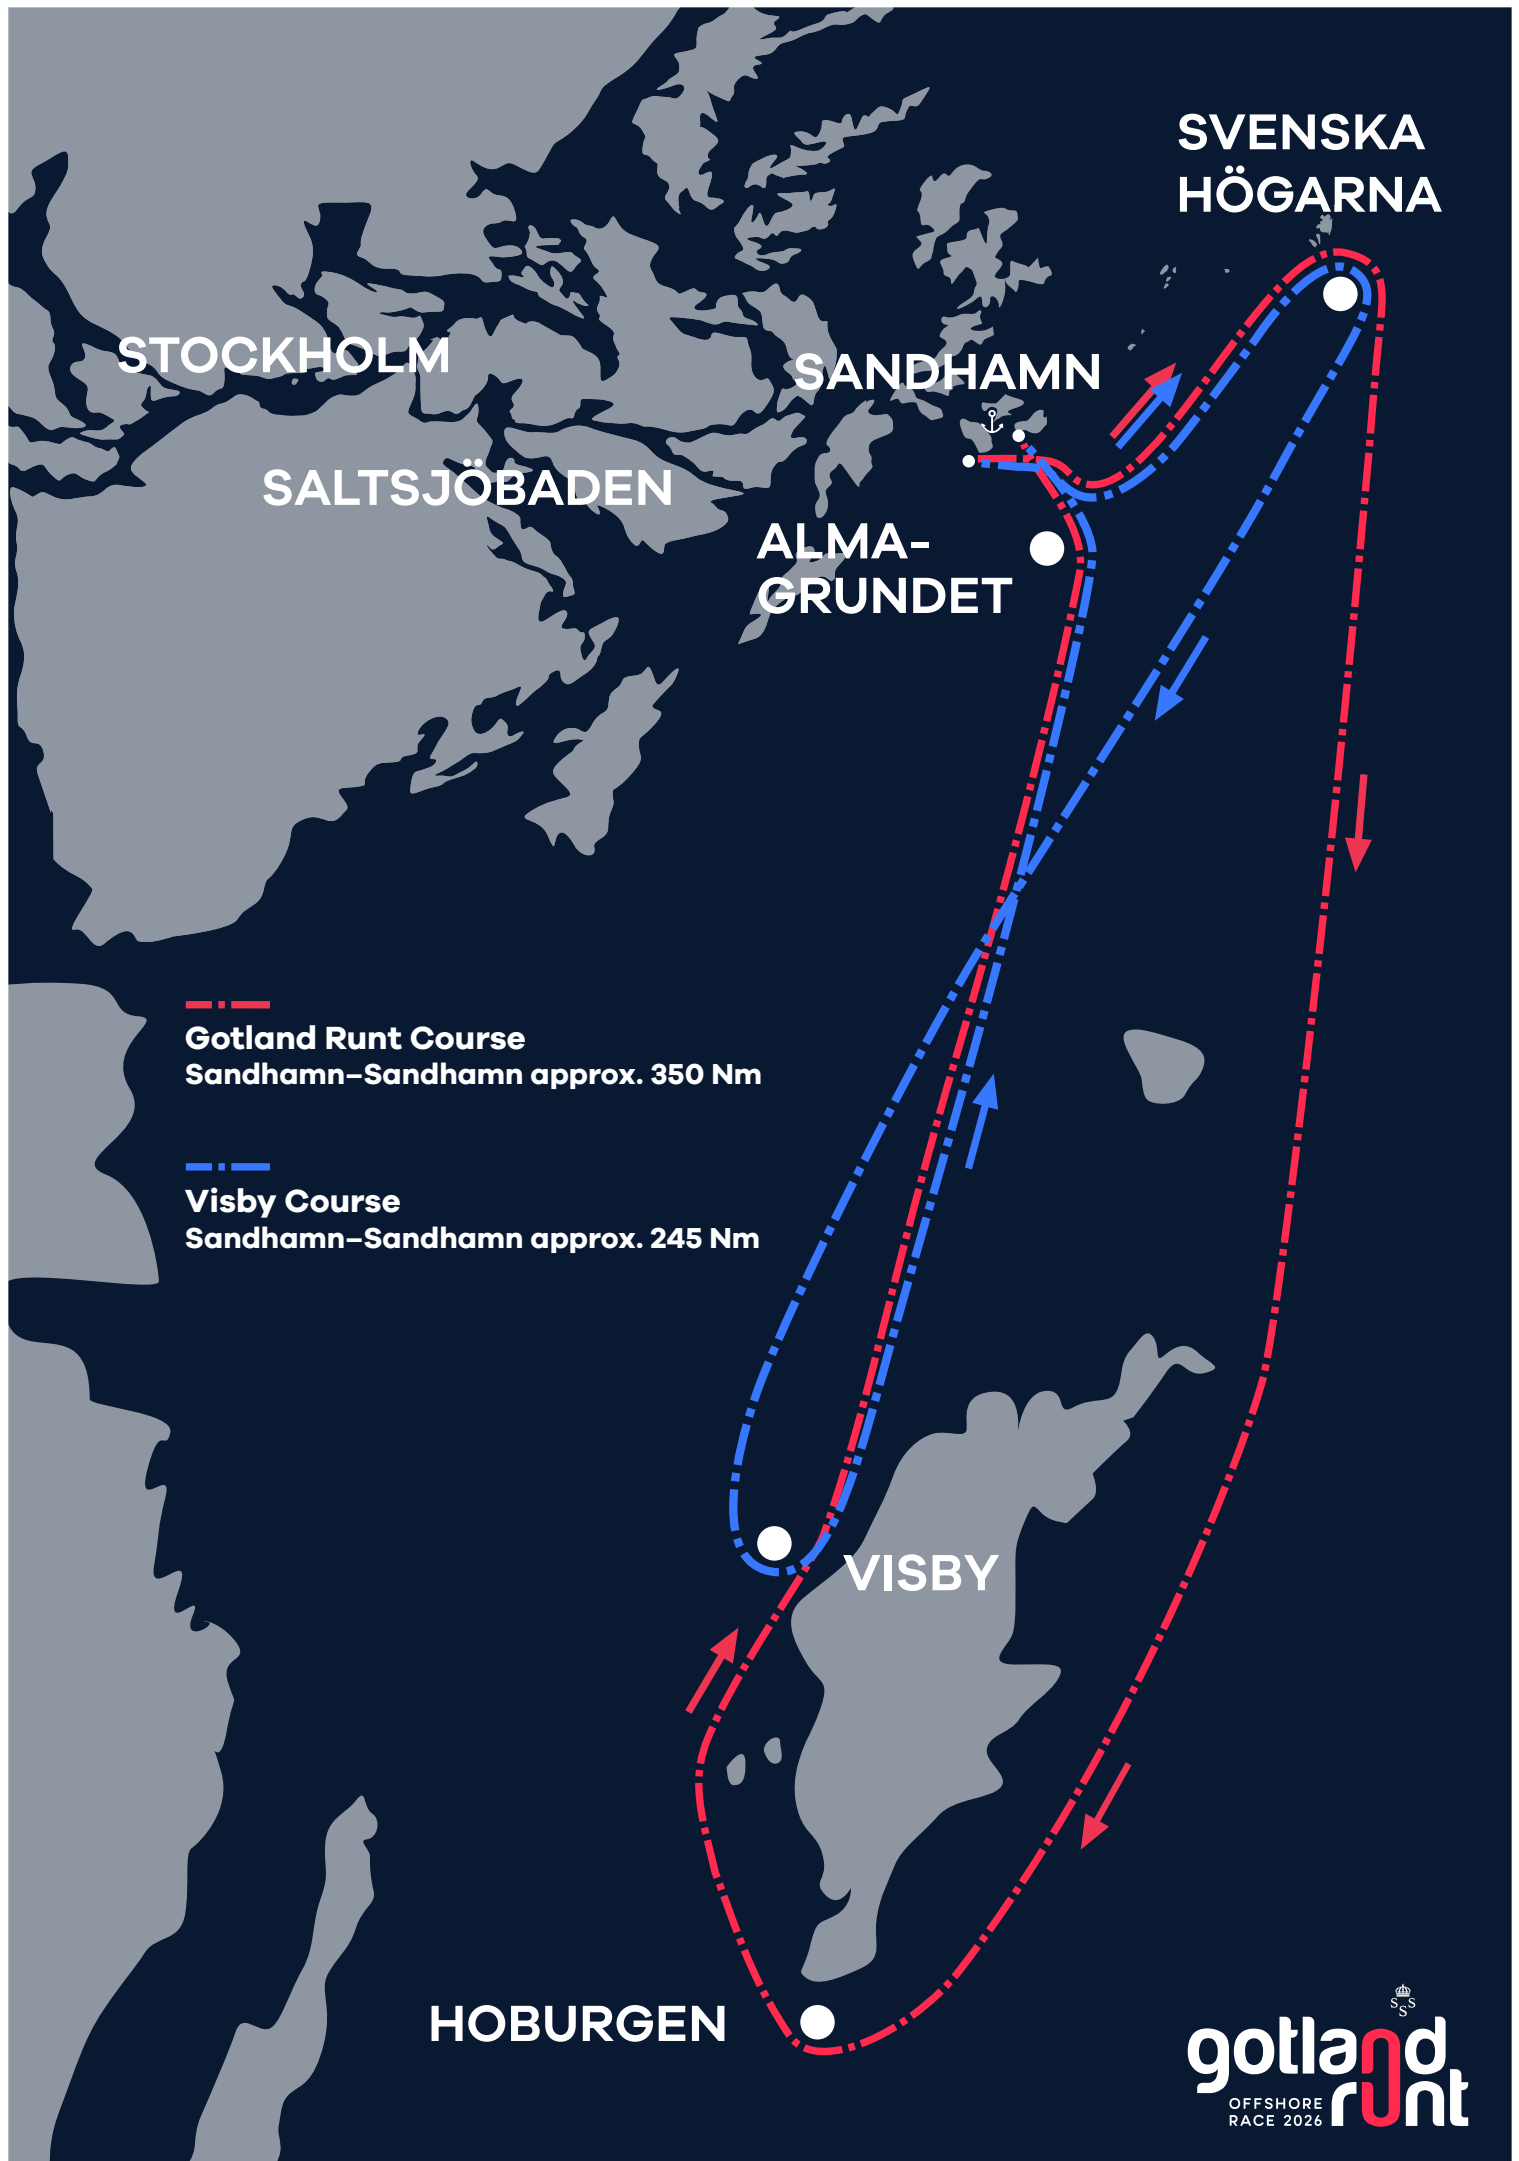 SVENSKA
HÖGARNA
STOCKHOLM
SANDHAMN
SALTSJÖBADEN
ALMA-
GRUNDET
Gotland Runt Course
Sandhamn–Sandhamn approx. 350 Nm
Visby Course
Sandhamn–Sandhamn approx. 245 Nm
VISBY
HOBURGEN
SSS
gotland
runt
OFFSHORE
RACE 2026